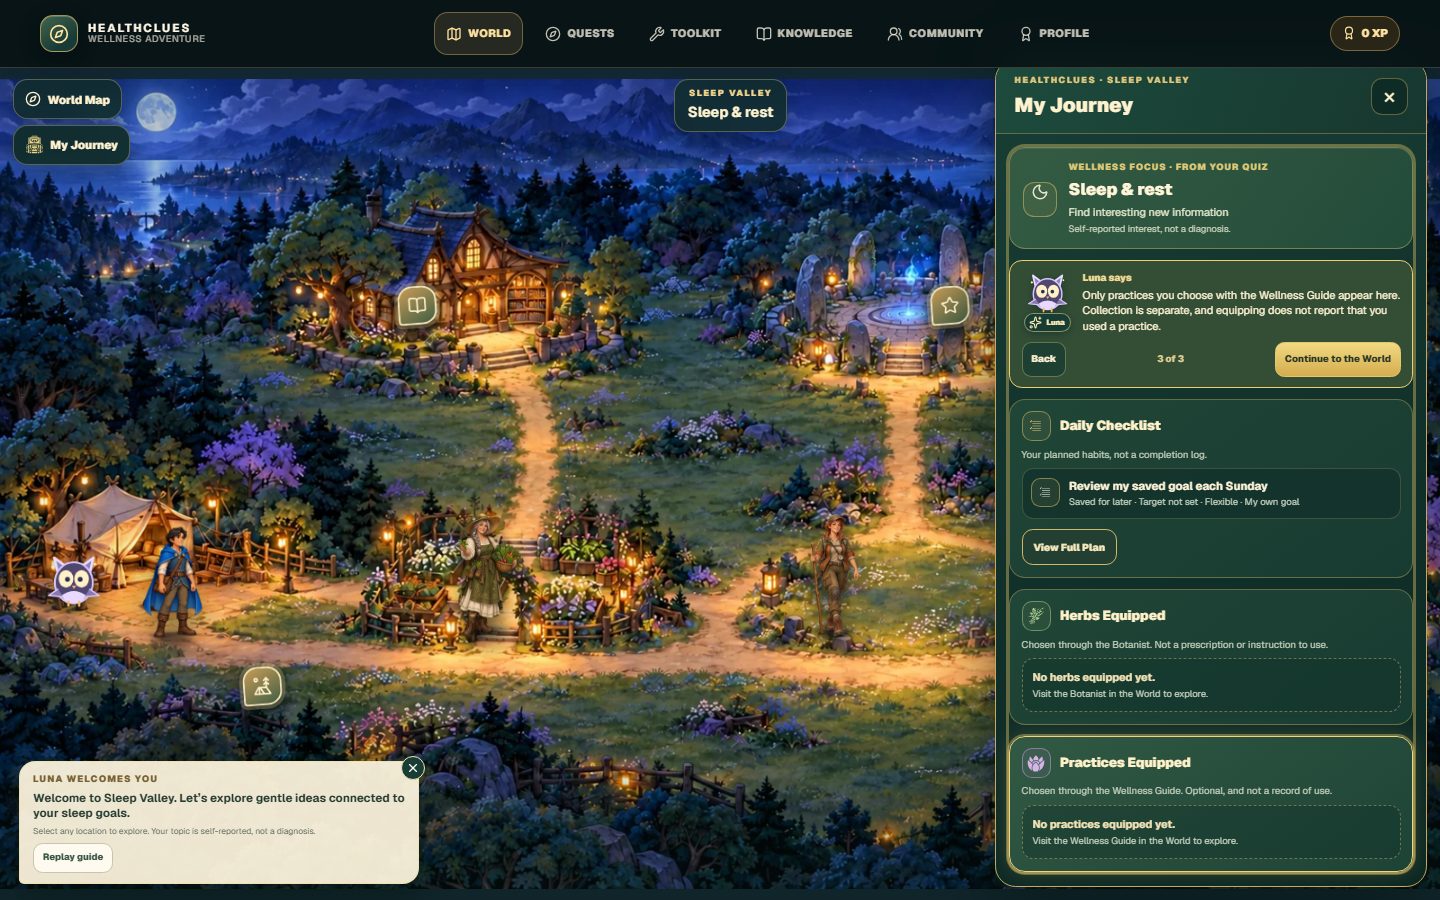 HEALTHCLUES
WELLNESS ADVENTURE
WORLD
QUESTS
TOOLKIT
KNOWLEDGE
COMMUNITY
PROFILE
0 XP
World Map
My Journey
SLEEP VALLEY
Sleep & rest
HEALTHCLUES · SLEEP VALLEY
My Journey
WELLNESS FOCUS · FROM YOUR QUIZ
Sleep & rest
Find interesting new information
Self-reported interest, not a diagnosis.
Luna says
Only practices you choose with the Wellness Guide appear here.
Collection is separate, and equipping does not report that you
used a practice.
Luna
Back
3 of 3
Continue to the World
Daily Checklist
Your planned habits, not a completion log.
Review my saved goal each Sunday
Saved for later · Target not set · Flexible · My own goal
View Full Plan
Herbs Equipped
Chosen through the Botanist. Not a prescription or instruction to use.
No herbs equipped yet.
Visit the Botanist in the World to explore.
Practices Equipped
Chosen through the Wellness Guide. Optional, and not a record of use.
No practices equipped yet.
Visit the Wellness Guide in the World to explore.
LUNA WELCOMES YOU
Welcome to Sleep Valley. Let's explore gentle ideas connected to
your sleep goals.
Select any location to explore. Your topic is self-reported, not a diagnosis.
Replay guide